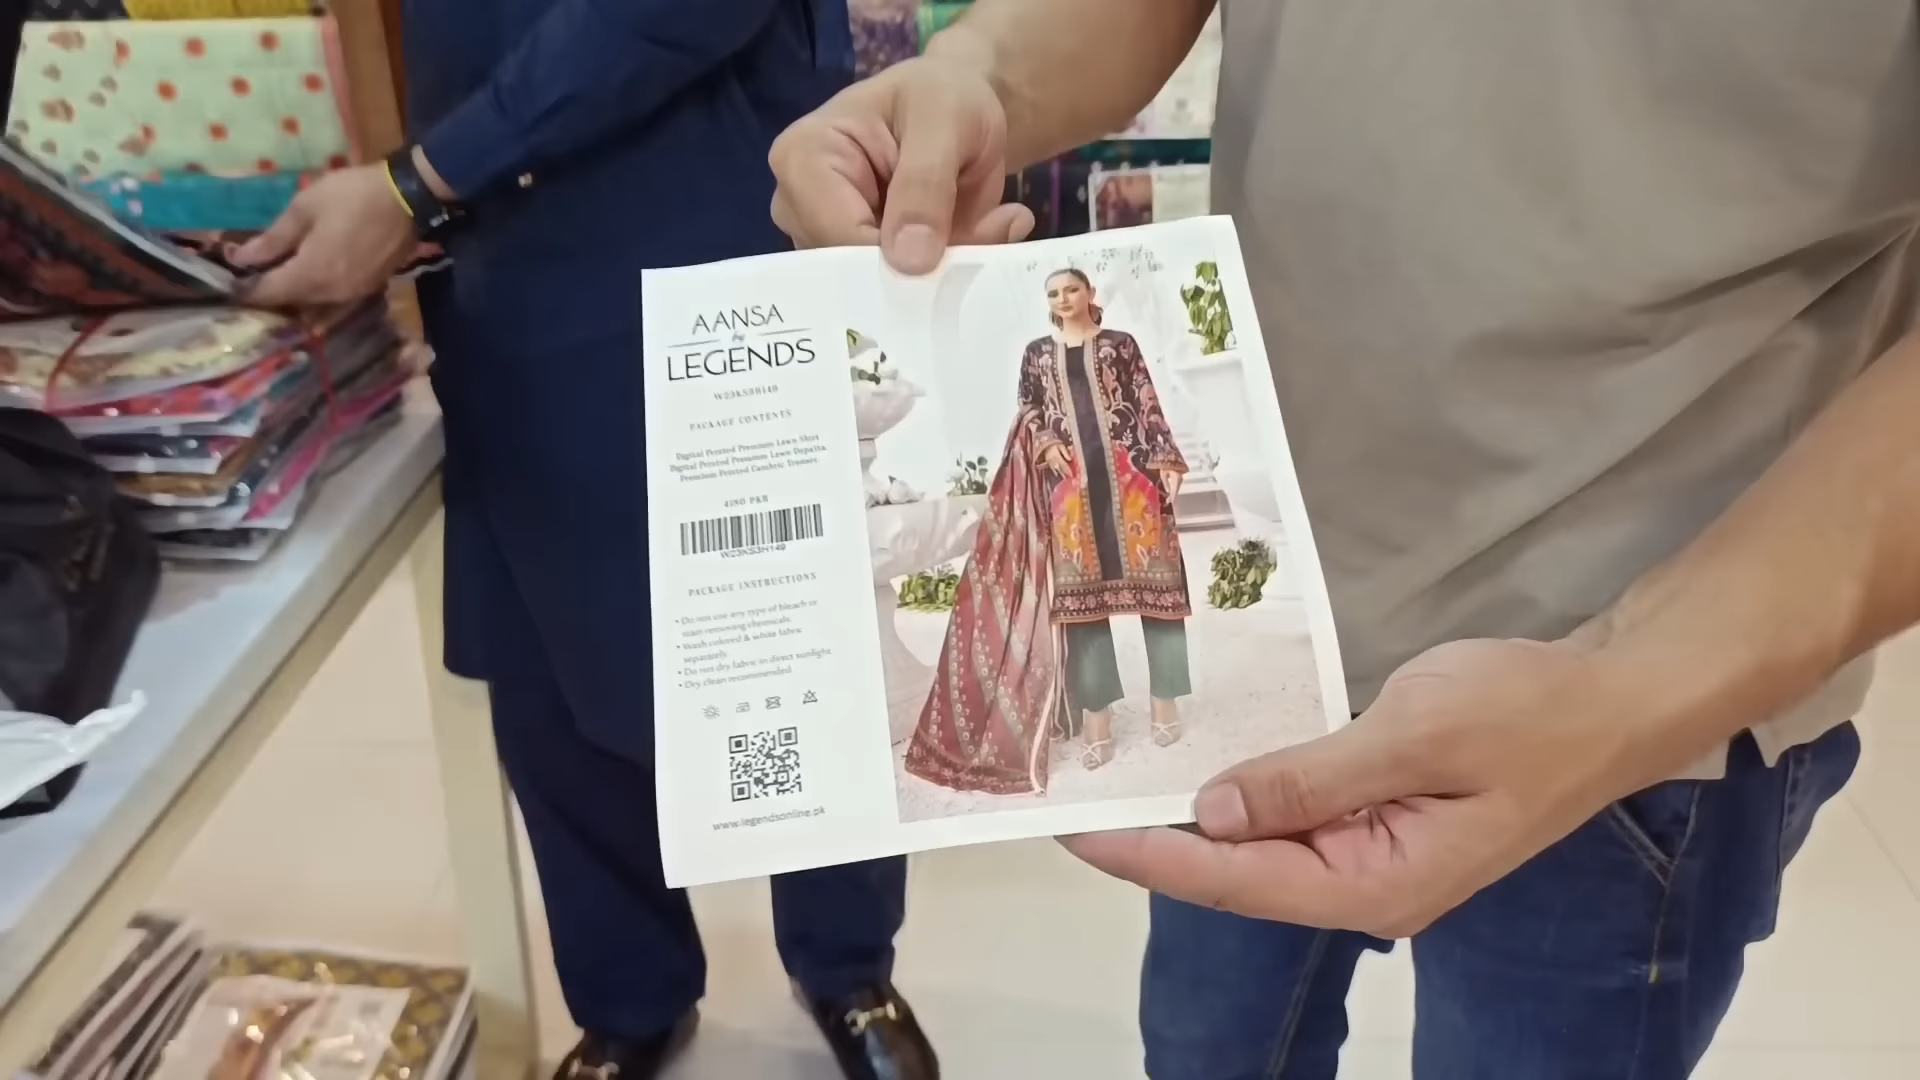 AANSA
by
LEGENDS
W23KS3H149
PACKAGE CONTENTS
Digital Printed Premium Lawn Shirt
Digital Printed Premium Lawn Dupatta
Premium Printed Cambric Trouser
PKR
W23KS3H149
PACKAGE INSTRUCTIONS
• Do not use any type of bleach or
stain removing chemicals.
• Wash colored & white fabric
separately.
• Do not dry fabric in direct sunlight
• Dry clean recommended.
www.legendsonline.pk